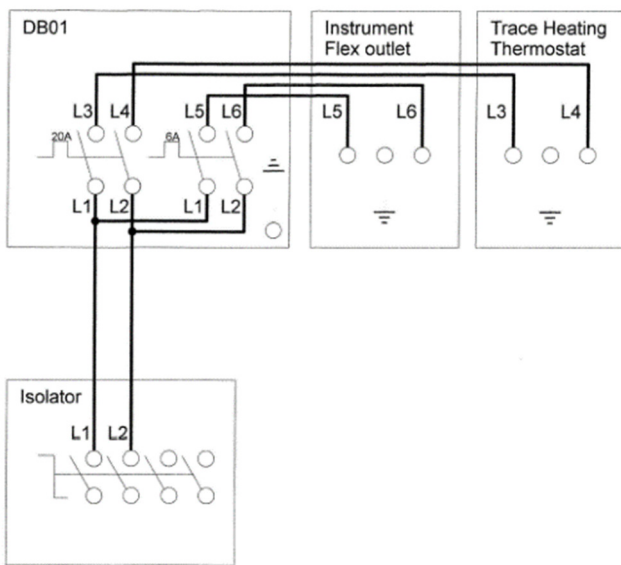 DB01
Instrument
Flex outlet
Trace Heating
Thermostat
L3 L4 L5 L6
L5 L6
L3 L4
20A
6A
L1 L2 L1 L2
Isolator
L1 L2